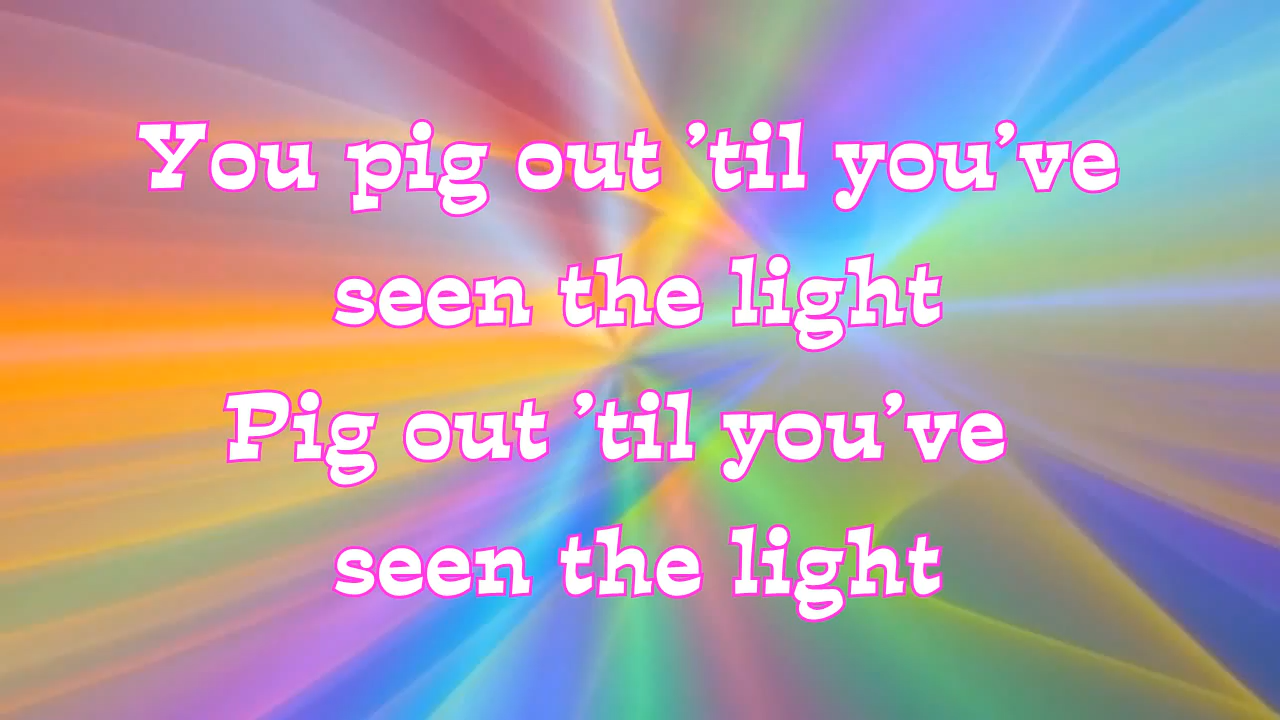 You pig out ’til you’ve
seen the light
Pig out ’til you’ve
seen the light